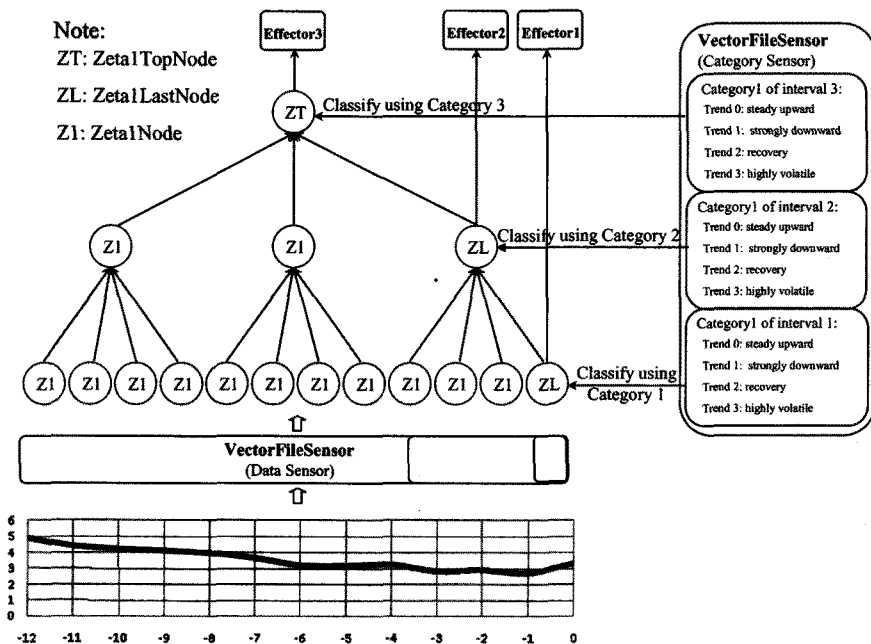 Note:
ZT: Zeta1TopNode
ZL: Zeta1LastNode
Z1: Zeta1Node
Effector3
Effector2
Effector1
VectorFileSensor
(Category Sensor)
Category1 of interval 3:
Trend 0: steady upward
Trend 1: strongly downward
Trend 2: recovery
Trend 3: highly volatile
Category1 of interval 2:
Trend 0: steady upward
Trend 1: strongly downward
Trend 2: recovery
Trend 3: highly volatile
Category1 of interval 1:
Trend 0: steady upward
Trend 1: strongly downward
Trend 2: recovery
Trend 3: highly volatile
ZT
Classify using Category 3
Z1 Z1 ZL
Classify using Category 2
Z1 Z1 Z1 Z1 Z1 Z1 Z1 Z1 Z1 Z1 Z1 ZL
Classify using
Category 1
VectorFileSensor
(Data Sensor)
6
5
4
3
2
1
0
-12 -11 -10 -9 -8 -7 -6 -5 -4 -3 -2 -1 0